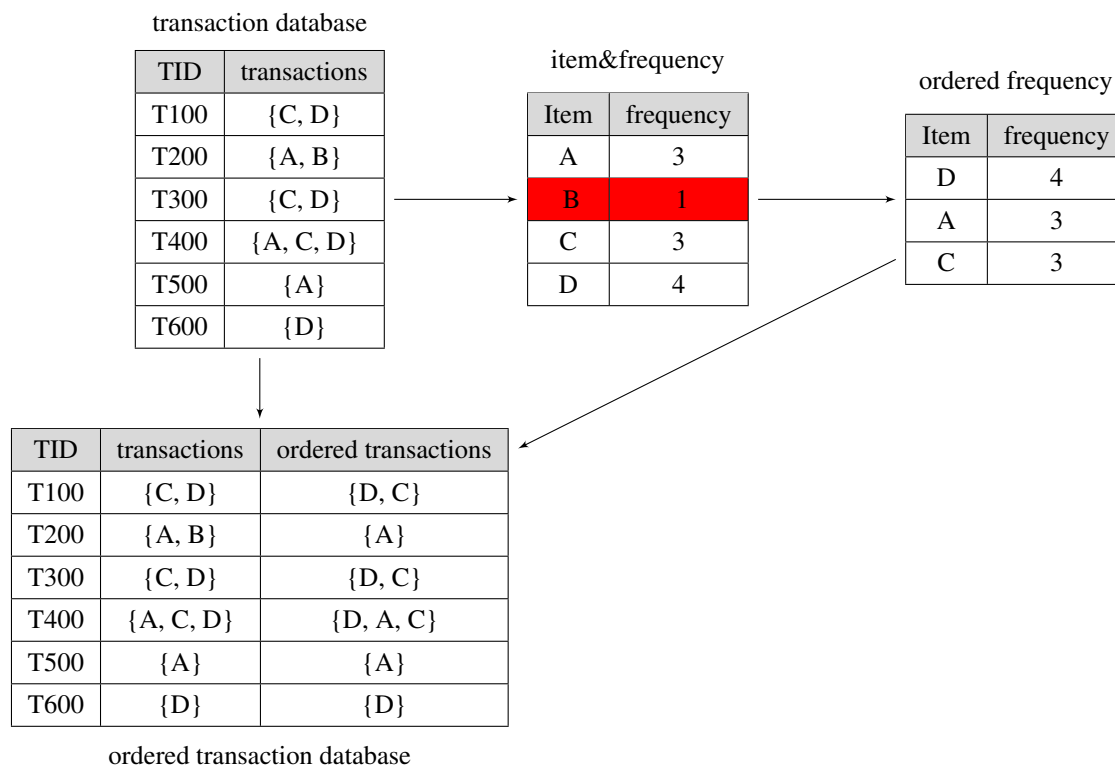 transaction database
TID transactions
T100 {C, D}
T200 {A, B}
T300 {C, D}
T400 {A, C, D}
T500 {A}
T600 {D}
item&frequency
Item frequency
A 3
B 1
C 3
D 4
ordered frequency
Item frequency
D 4
A 3
C 3
TID transactions ordered transactions
T100 {C, D} {D, C}
T200 {A, B} {A}
T300 {C, D} {D, C}
T400 {A, C, D} {D, A, C}
T500 {A} {A}
T600 {D} {D}
ordered transaction database